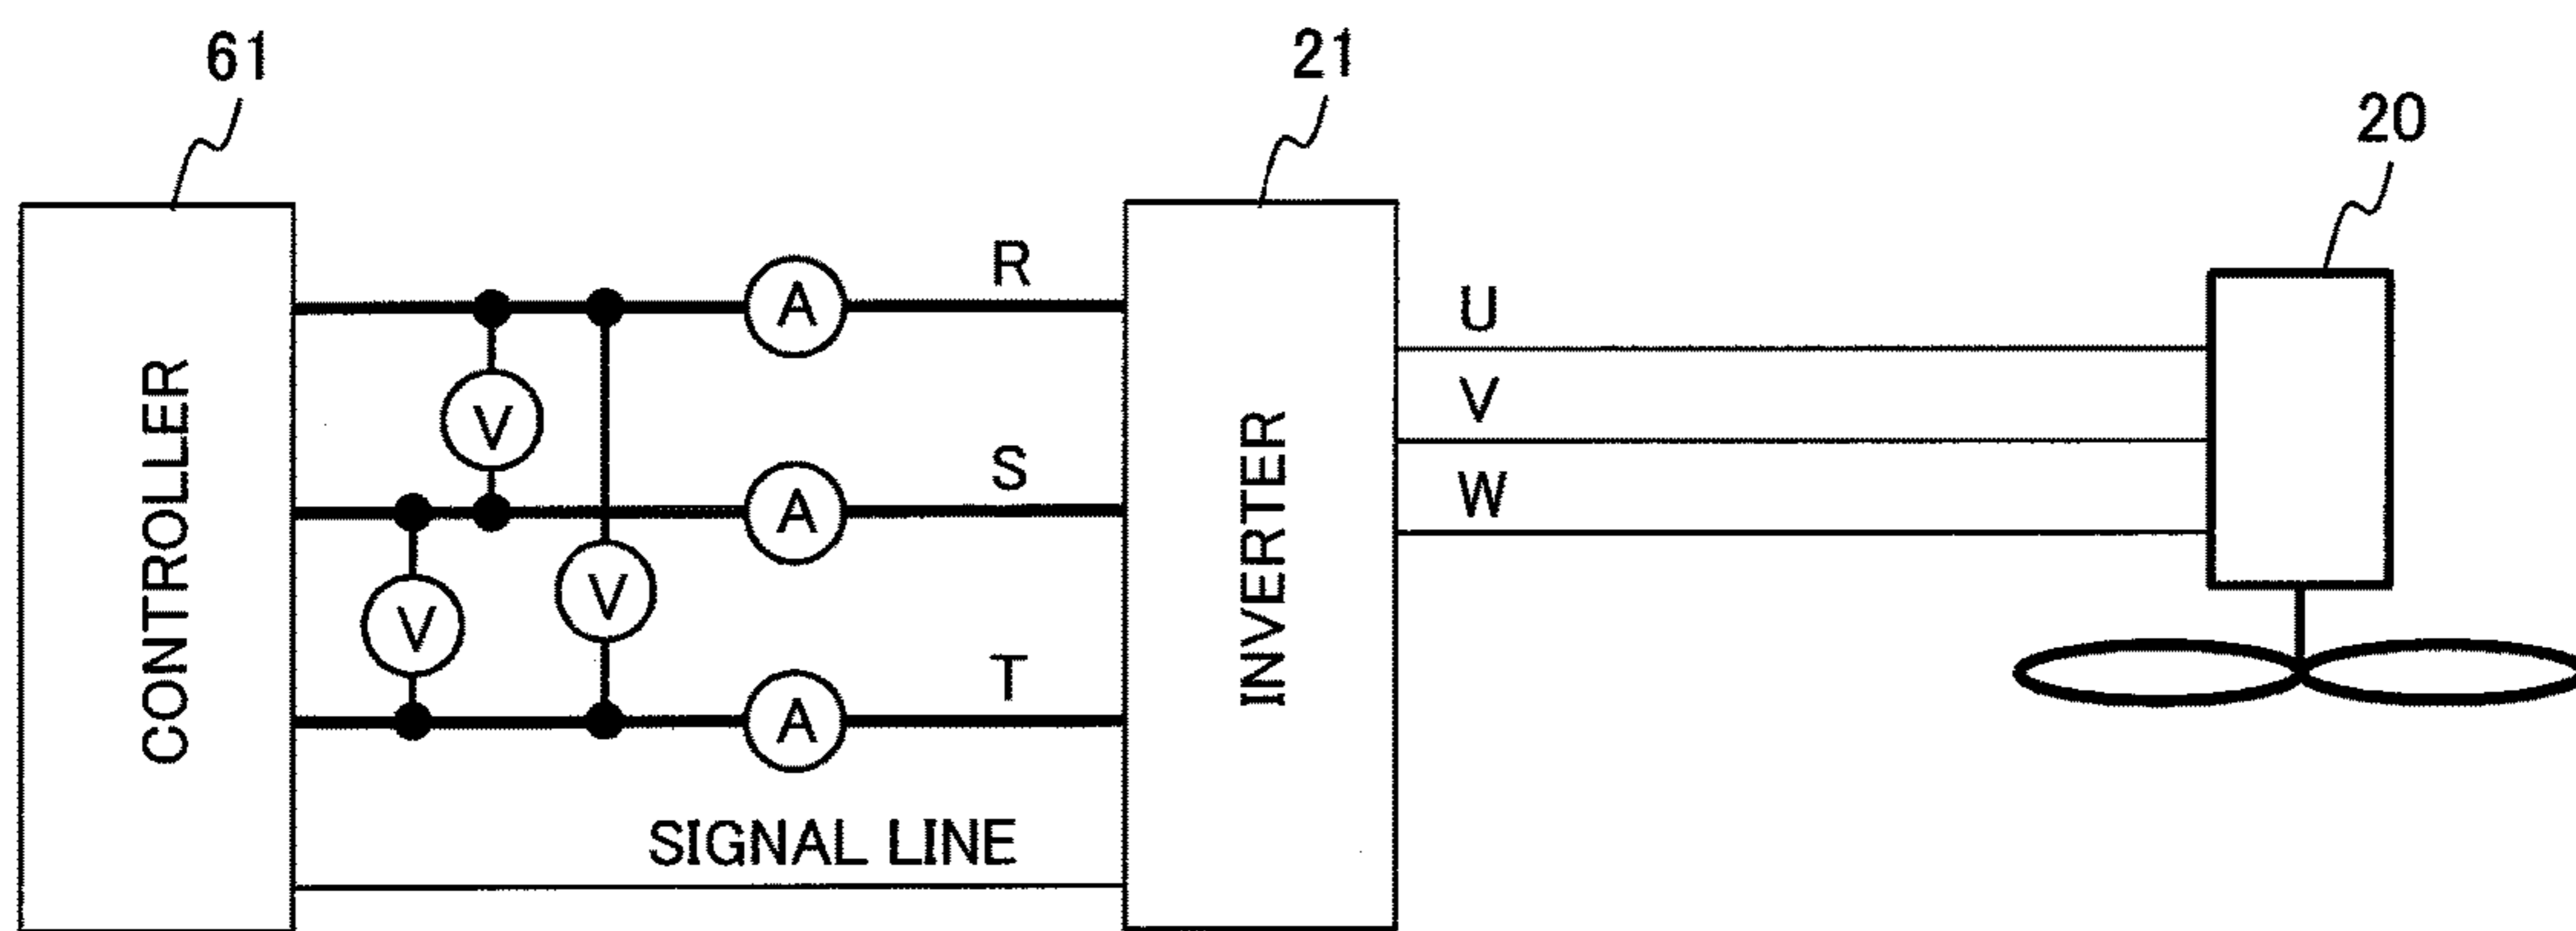 61
21
20
CONTROLLER
R
A
V
S
A
V
V
T
A
SIGNAL LINE
INVERTER
U
V
W